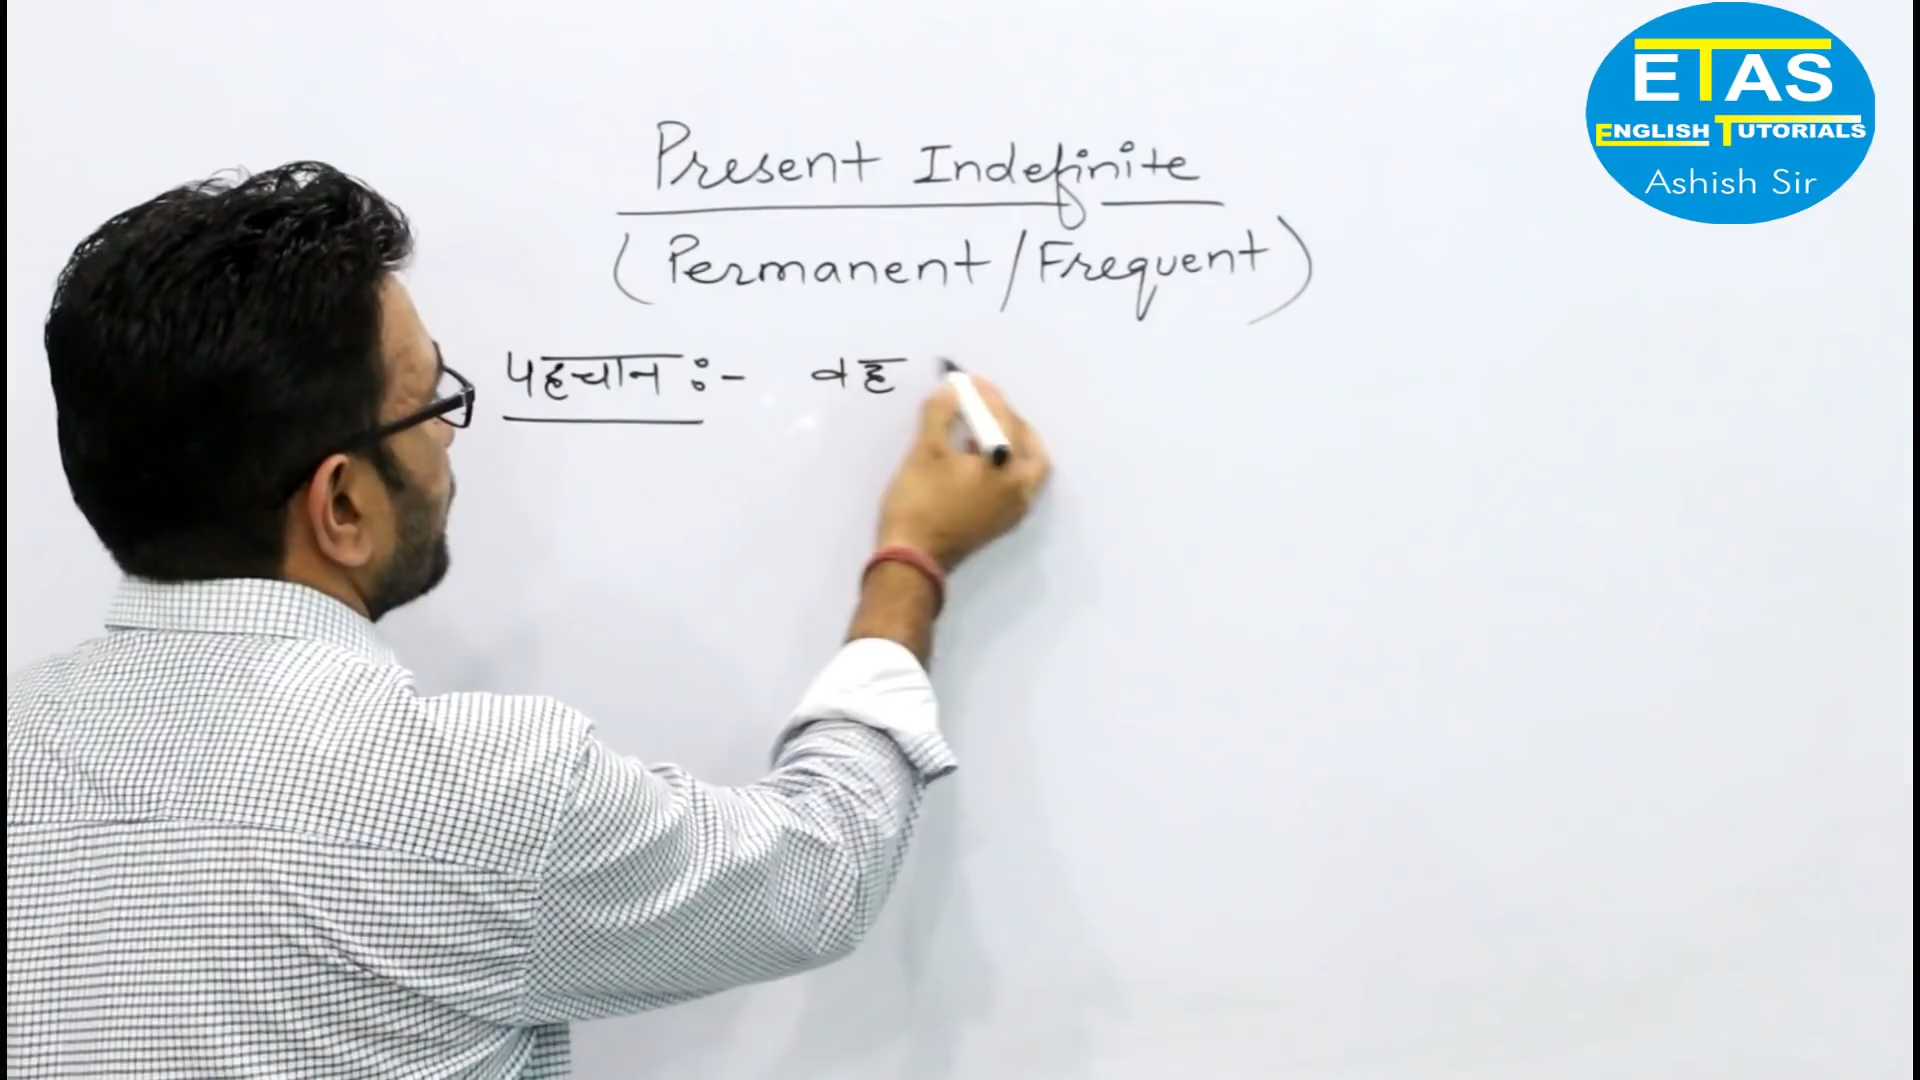 ETAS
ENGLISH TUTORIALS
Ashish Sir
Present Indefinite
(Permanent/Frequent)
पहचान :- वह